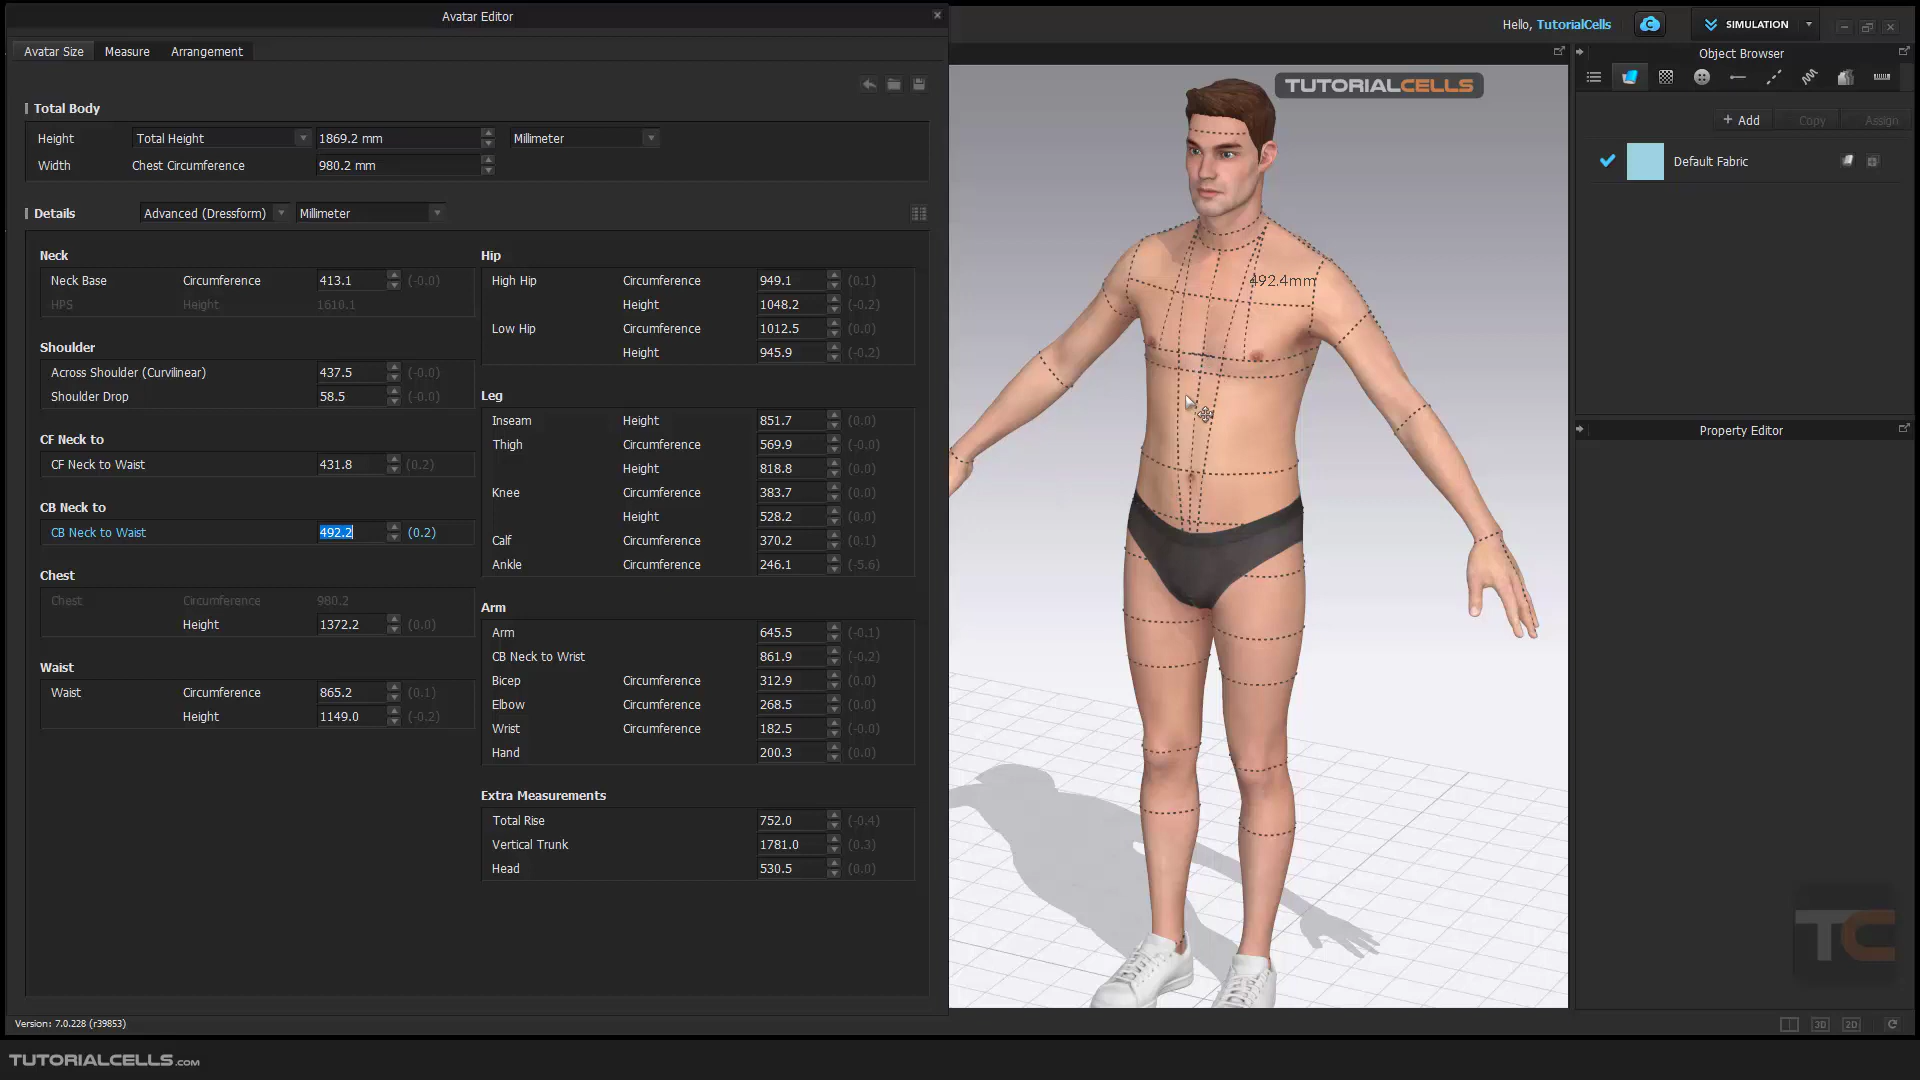 Avatar Editor
Hello, TutorialCells
SIMULATION
Avatar Size Measure Arrangement
Object Browser
TUTORIALCELLS
Total Body
Height Total Height 1869.2 mm Millimeter
Width Chest Circumference 980.2 mm
+ Add Copy Assign
Default Fabric
Details Advanced (Dressform) Millimeter
Neck
Neck Base Circumference 413.1 (-0.0)
HPS Height 1610.1
Shoulder
Across Shoulder (Curvilinear) 437.5 (-0.0)
Shoulder Drop 58.5 (-0.0)
CF Neck to
CF Neck to Waist 431.8 (0.2)
CB Neck to
CB Neck to Waist 492.2 (0.2)
Chest
Chest Circumference 980.2
Height 1372.2 (0.0)
Waist
Waist Circumference 865.2 (0.1)
Height 1149.0 (-0.2)
Hip
High Hip Circumference 949.1 (0.1)
Height 1048.2 (-0.2)
Low Hip Circumference 1012.5 (0.0)
Height 945.9 (-0.2)
Leg
Inseam Height 851.7 (0.0)
Thigh Circumference 569.9 (-0.0)
Height 818.8 (0.0)
Knee Circumference 383.7 (0.0)
Height 528.2 (0.0)
Calf Circumference 370.2 (0.1)
Ankle Circumference 246.1 (-5.6)
Arm
Arm 645.5 (-0.1)
CB Neck to Wrist 861.9 (-0.2)
Bicep Circumference 312.9 (0.0)
Elbow Circumference 268.5 (0.0)
Wrist Circumference 182.5 (-0.0)
Hand 200.3 (0.0)
Extra Measurements
Total Rise 752.0 (-0.4)
Vertical Trunk 1781.0 (0.3)
Head 530.5 (0.0)
492.4mm
Property Editor
TC
Version: 7.0.228 (r39853)
3D 2D
TUTORIALCELLS.COM